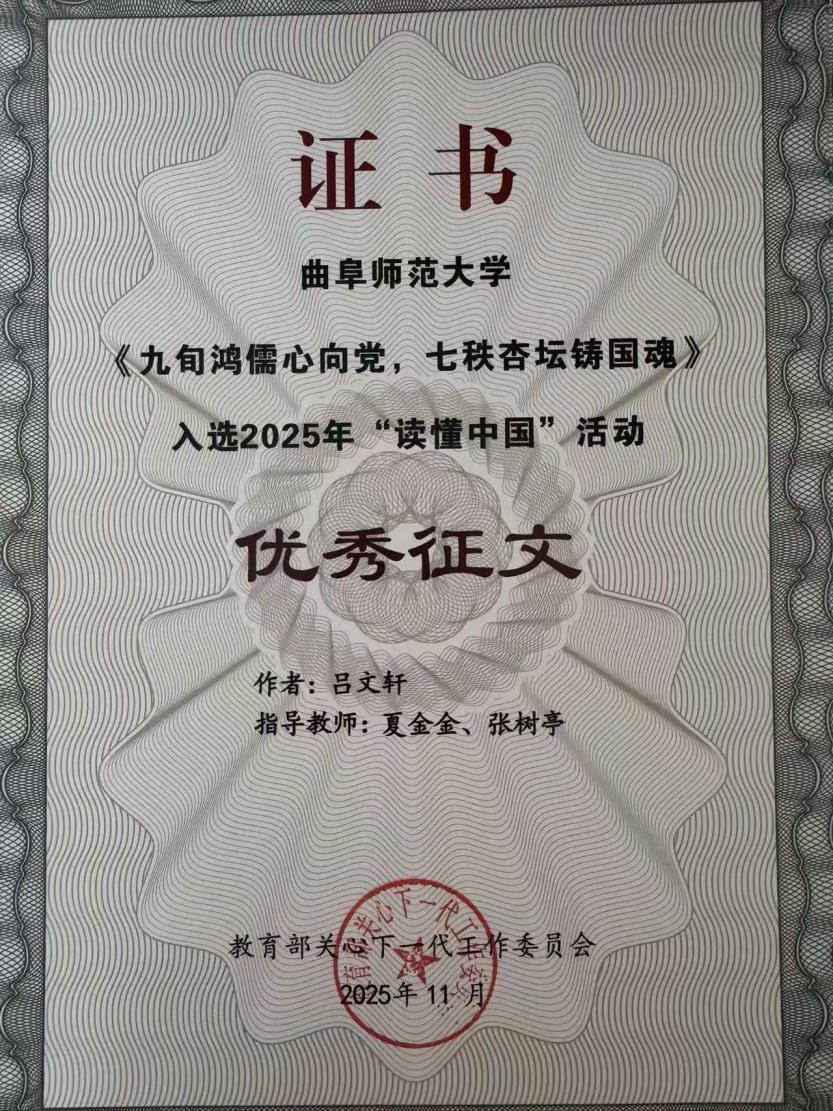 证书
曲阜师范大学
《九旬鸿儒心向党，七秩杏坛铸国魂》
入选2025年“读懂中国”活动
优秀征文
作者：吕文轩
指导教师：夏金金、张树亭
教育部关心下一代工作委员会
2025年 11 月